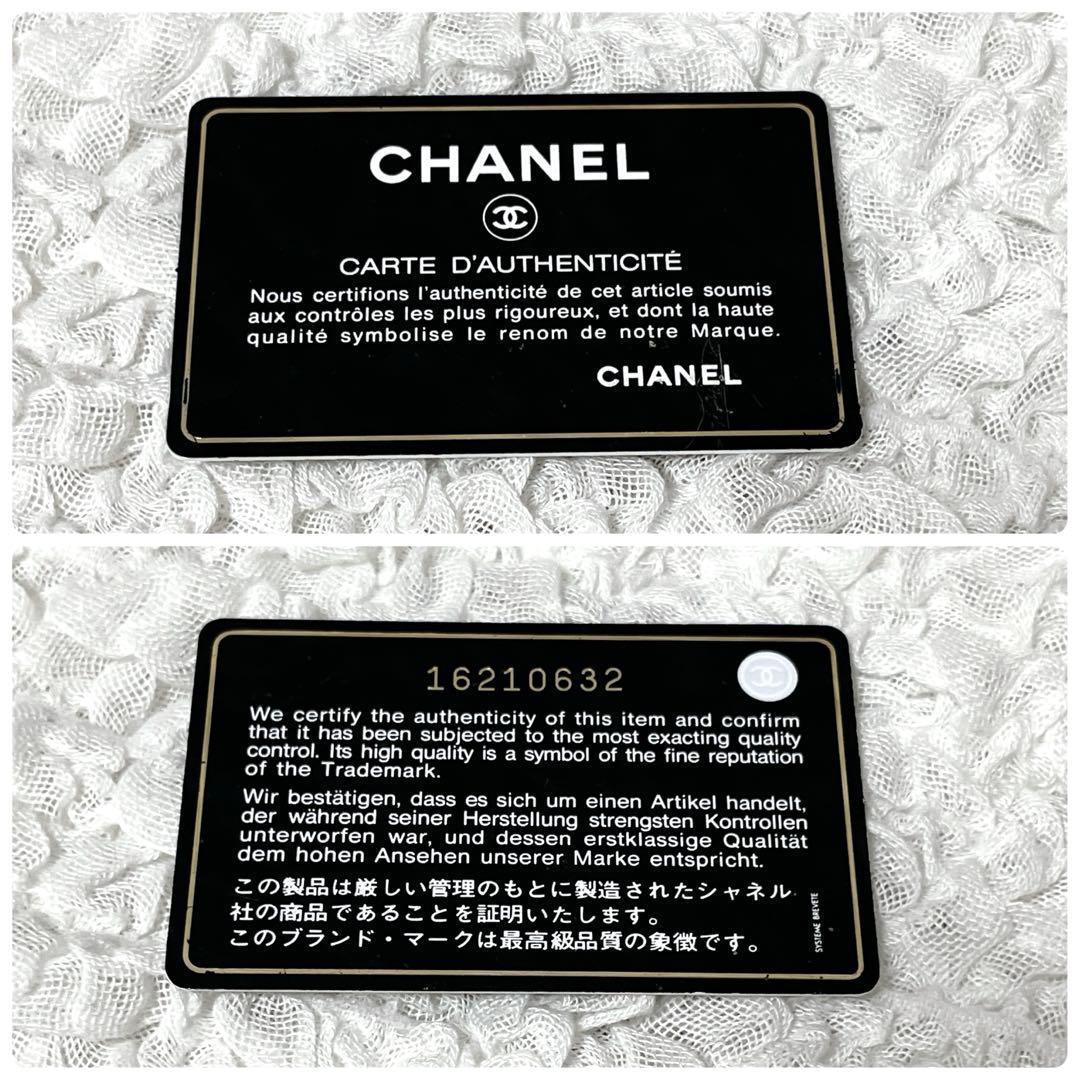 CHANEL
CARTE D'AUTHENTICITÉ
Nous certifions l'authenticité de cet article soumis
aux contrôles les plus rigoureux, et dont la haute
qualité symbolise le renom de notre Marque.
CHANEL
16210632
We certify the authenticity of this item and confirm
that it has been subjected to the most exacting quality
control. Its high quality is a symbol of the fine reputation
of the Trademark.
Wir bestätigen, dass es sich um einen Artikel handelt,
der während seiner Herstellung strengsten Kontrollen
unterworfen war, und dessen erstklassige Qualität
dem hohen Ansehen unserer Marke entspricht.
この製品は厳しい管理のもとに製造されたシャネル
社の商品であることを証明いたします。
このブランド・マークは最高級品質の象徴です。
SYSTEME BREVETE